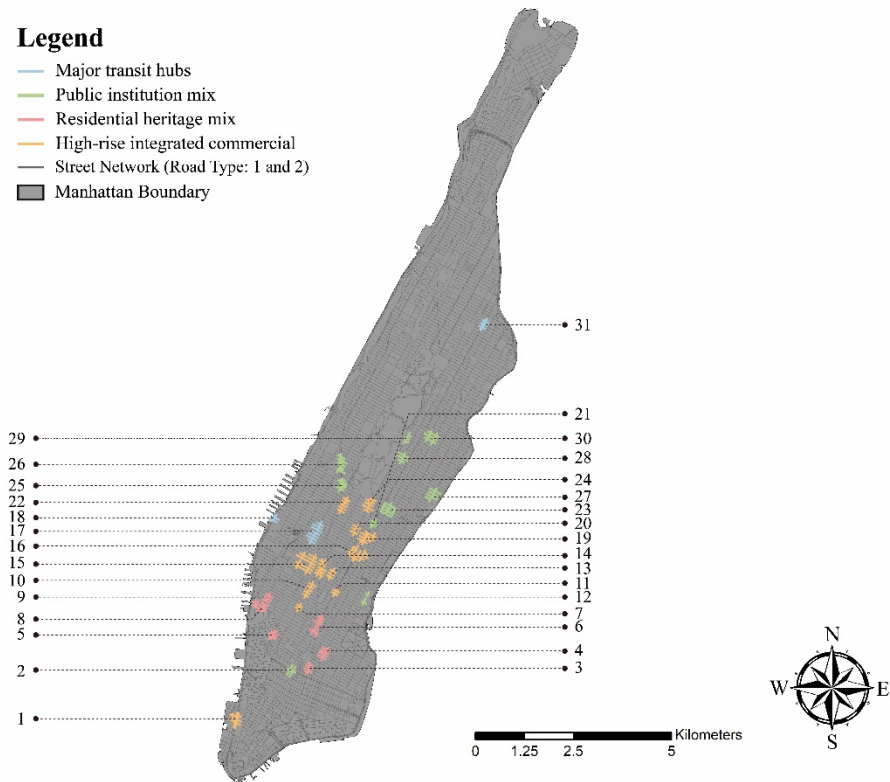 Legend
Major transit hubs
Public institution mix
Residential heritage mix
High-rise integrated commercial
Street Network (Road Type: 1 and 2)
Manhattan Boundary
31
21
29
30
26
28
24
25
27
22
23
18
20
17
19
16
14
15
13
10
11
9
12
8
7
5
6
4
2
3
1
N
W
E
S
Kilometers
0 1.25 2.5 5